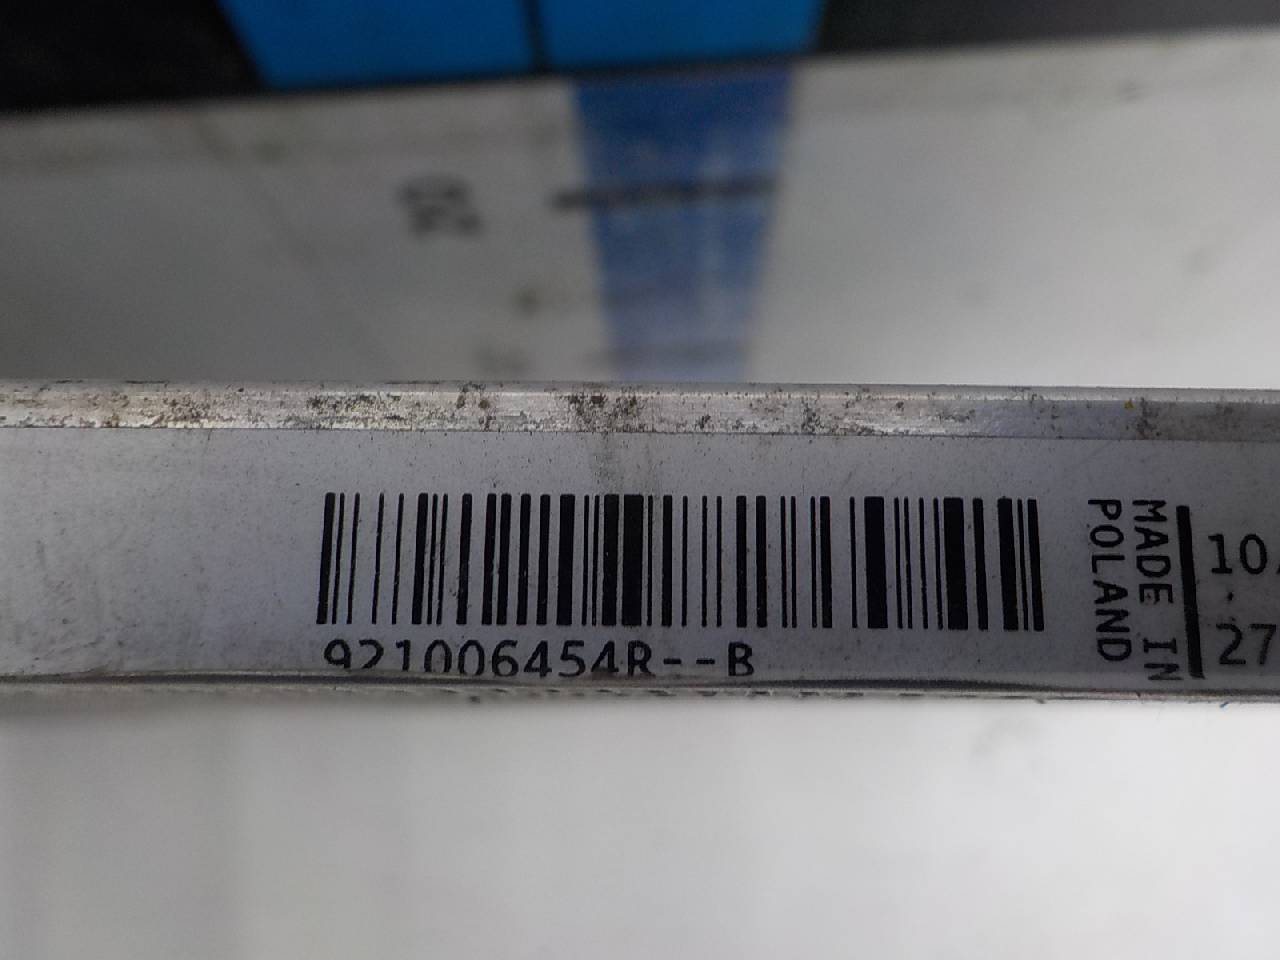 921006454R--B
MADE IN
POLAND
10
27